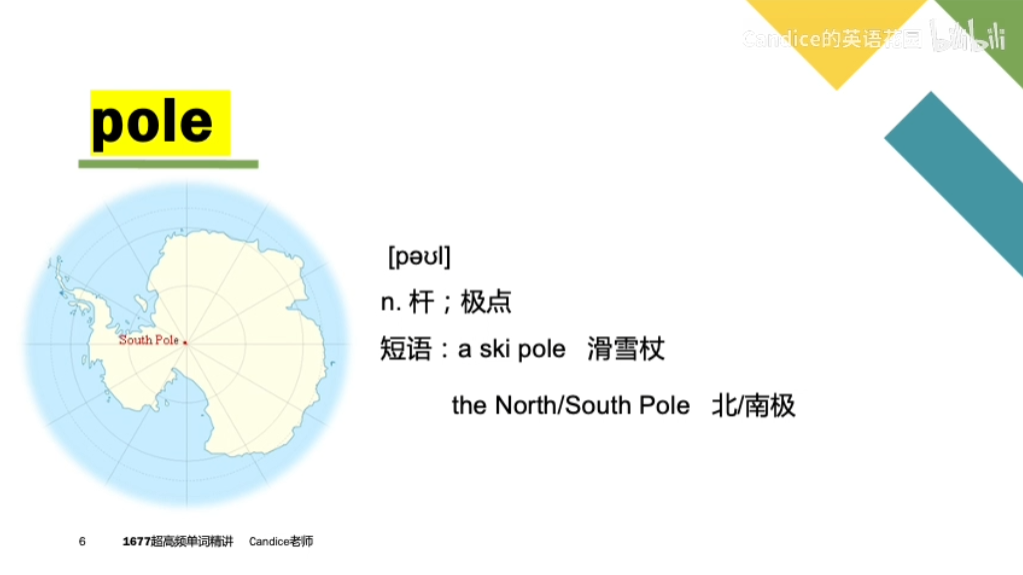 Candice的英语花园 bilibili
pole
[pəʊl]
n. 杆；极点
South Pole
短语：a ski pole 滑雪杖
the North/South Pole 北/南极
6 1677超高频单词精讲 Candice老师